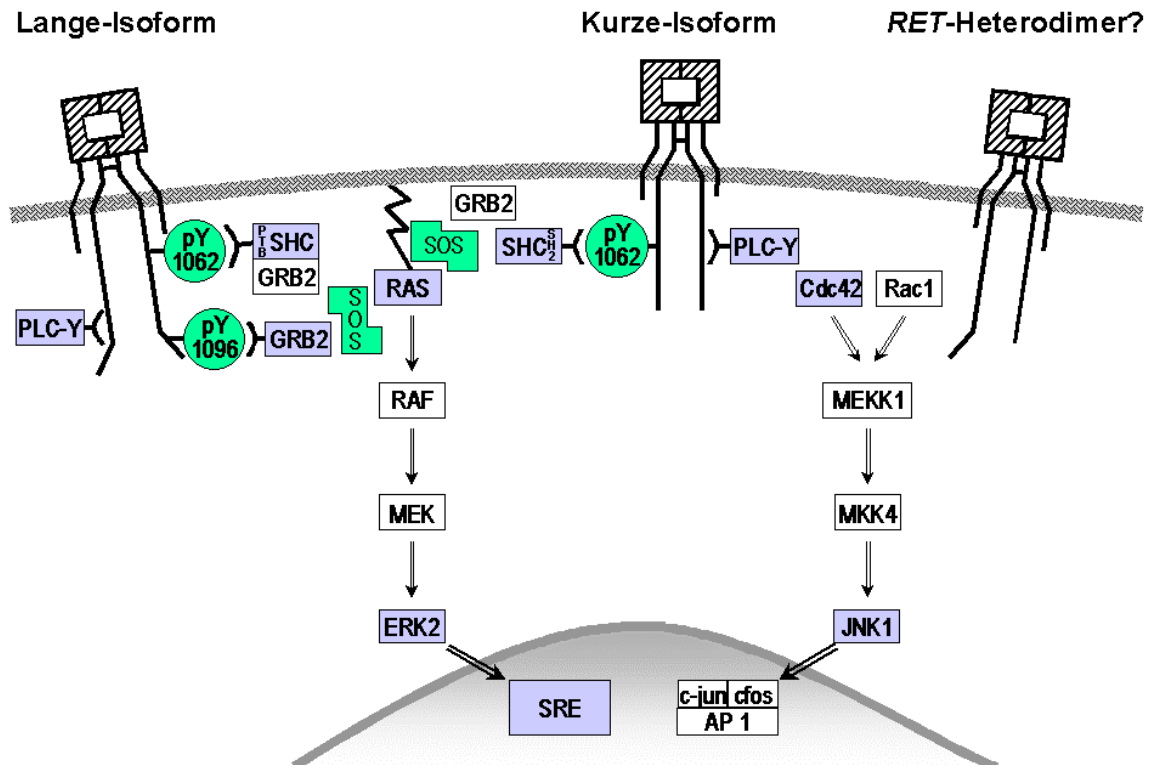 Lange-Isoform
Kurze-Isoform
RET-Heterodimer?
GRB2
pY
1062
PTB
SHC
GRB2
SOS
SHC
SH2
pY
1062
PLC-Y
RAS
Cdc42
Rac1
SOS
PLC-Y
pY
1096
GRB2
RAF
MEKK1
MEK
MKK4
ERK2
JNK1
SRE
c-jun cfos
AP 1